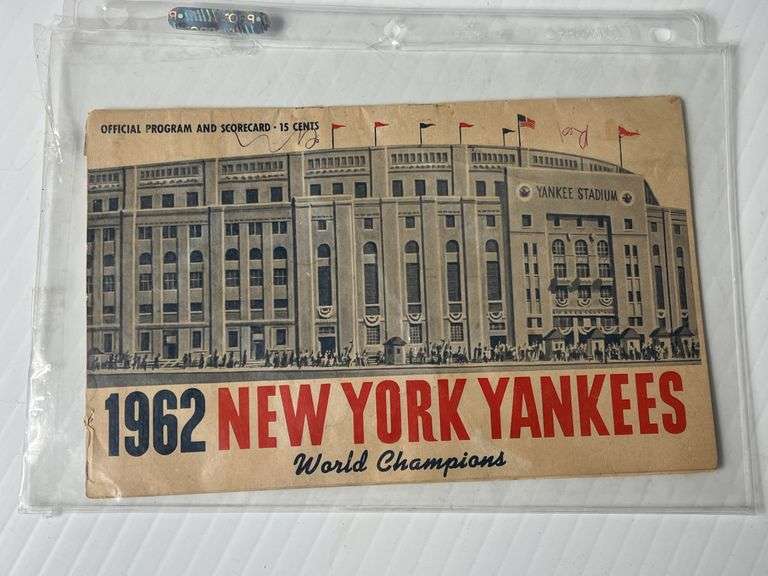 OFFICIAL PROGRAM AND SCORECARD · 15 CENTS
YANKEE STADIUM
1962 NEW YORK YANKEES
World Champions